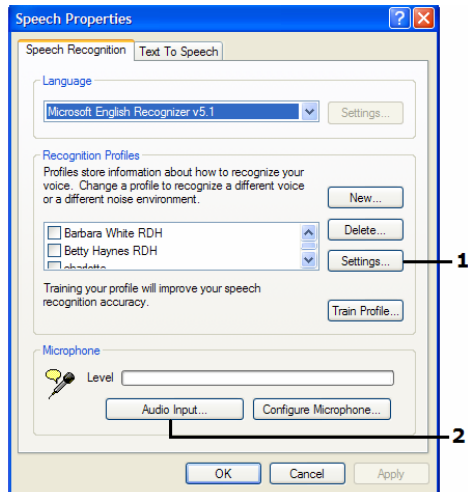 Speech Properties
Speech Recognition Text To Speech
Language
Microsoft English Recognizer v5.1 Settings...
Recognition Profiles
Profiles store information about how to recognize your
voice. Change a profile to recognize a different voice
or a different noise environment.
New...
Barbara White RDH Delete...
Betty Haynes RDH Settings... 1
charlotte
Training your profile will improve your speech
recognition accuracy.
Train Profile...
Microphone
Level
Audio Input... Configure Microphone...
2
OK Cancel Apply